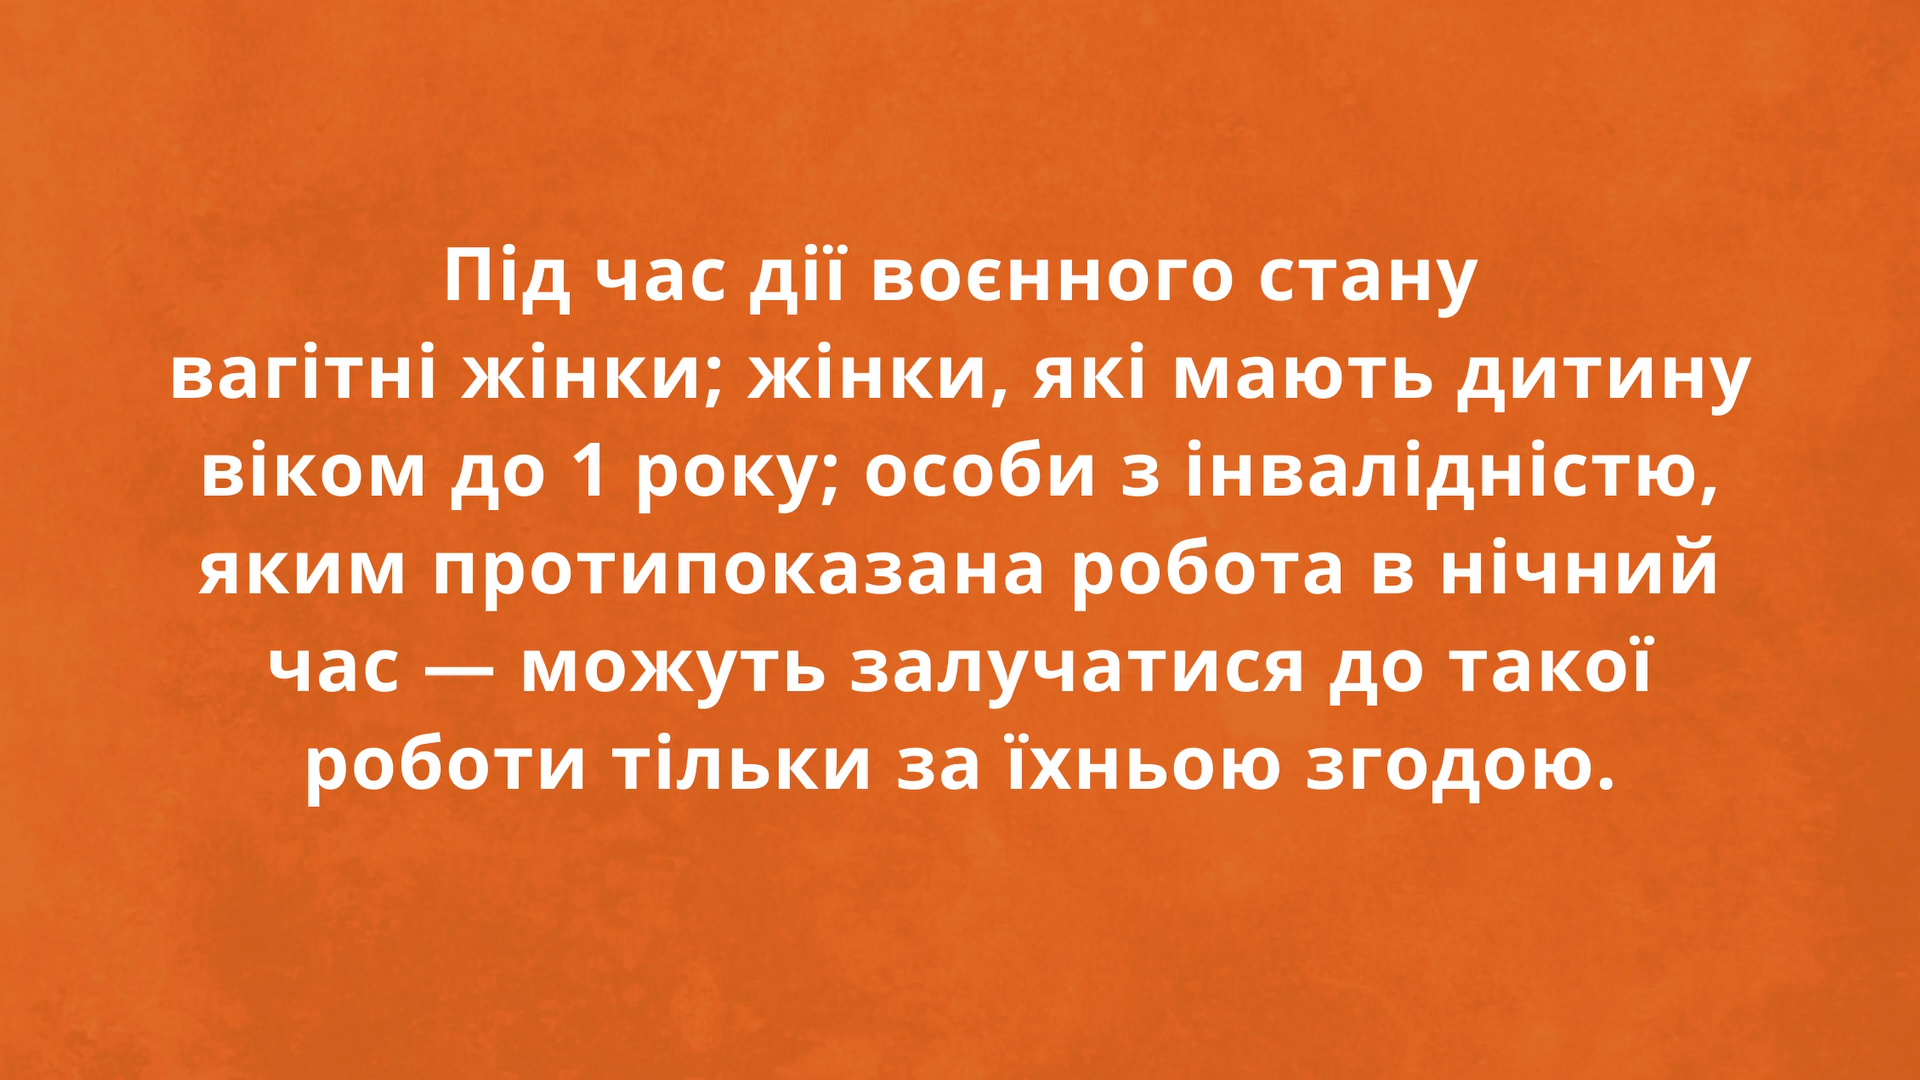 Під час дії воєнного стану
вагітні жінки; жінки, які мають дитину
віком до 1 року; особи з інвалідністю,
яким протипоказана робота в нічний
час — можуть залучатися до такої
роботи тільки за їхньою згодою.